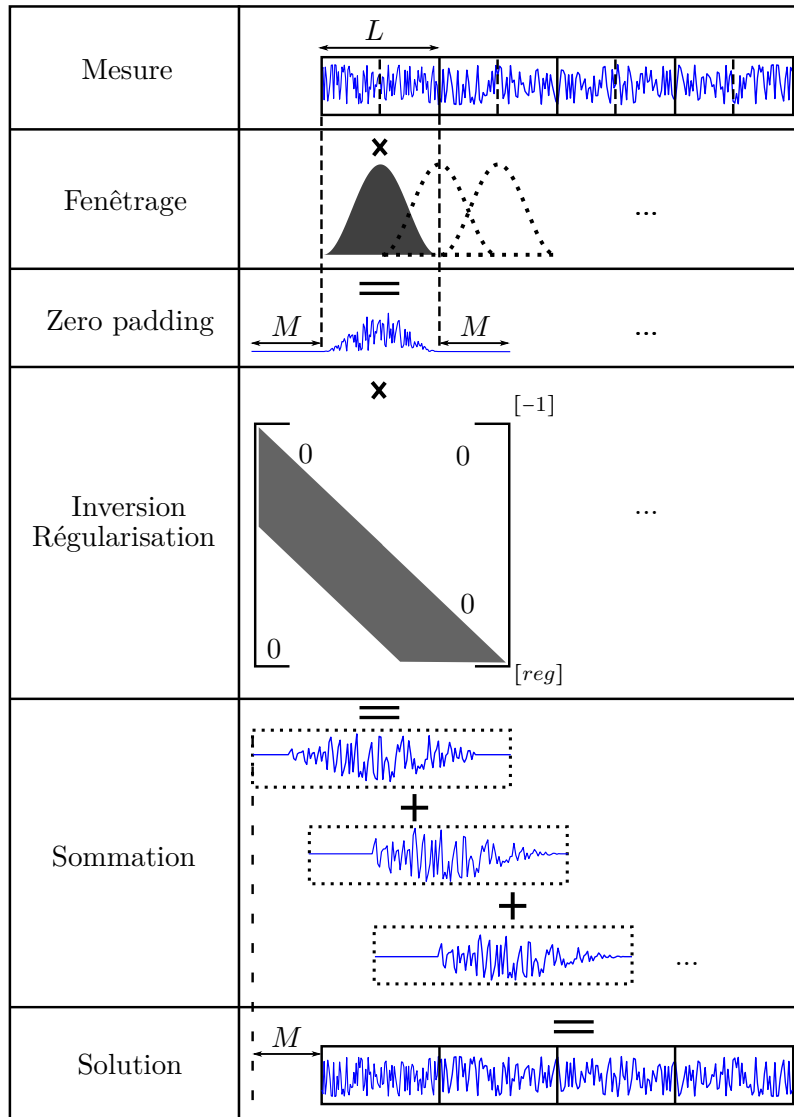 L
Mesure
Fenêtrage
...
Zero padding
M
M
...
[-1]
0
0
Inversion
Régularisation
...
0
0
[reg]
Sommation
...
M
Solution